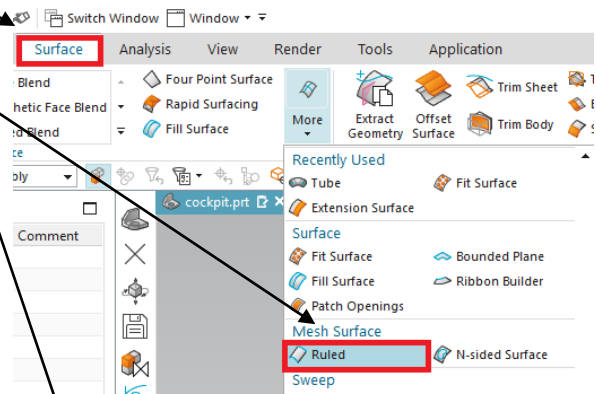 Switch Window Window
Surface Analysis View Render Tools Application
Blend
Four Point Surface
hetic Face Blend
Rapid Surfacing
ed Blend
Fill Surface
More
Extract Geometry
Offset Surface
Trim Sheet
Trim Body
ce
bly
Recently Used
Tube
Fit Surface
Extension Surface
cockpit.prt
Comment
Surface
Fit Surface
Bounded Plane
Fill Surface
Ribbon Builder
Patch Openings
Mesh Surface
Ruled
N-sided Surface
Sweep